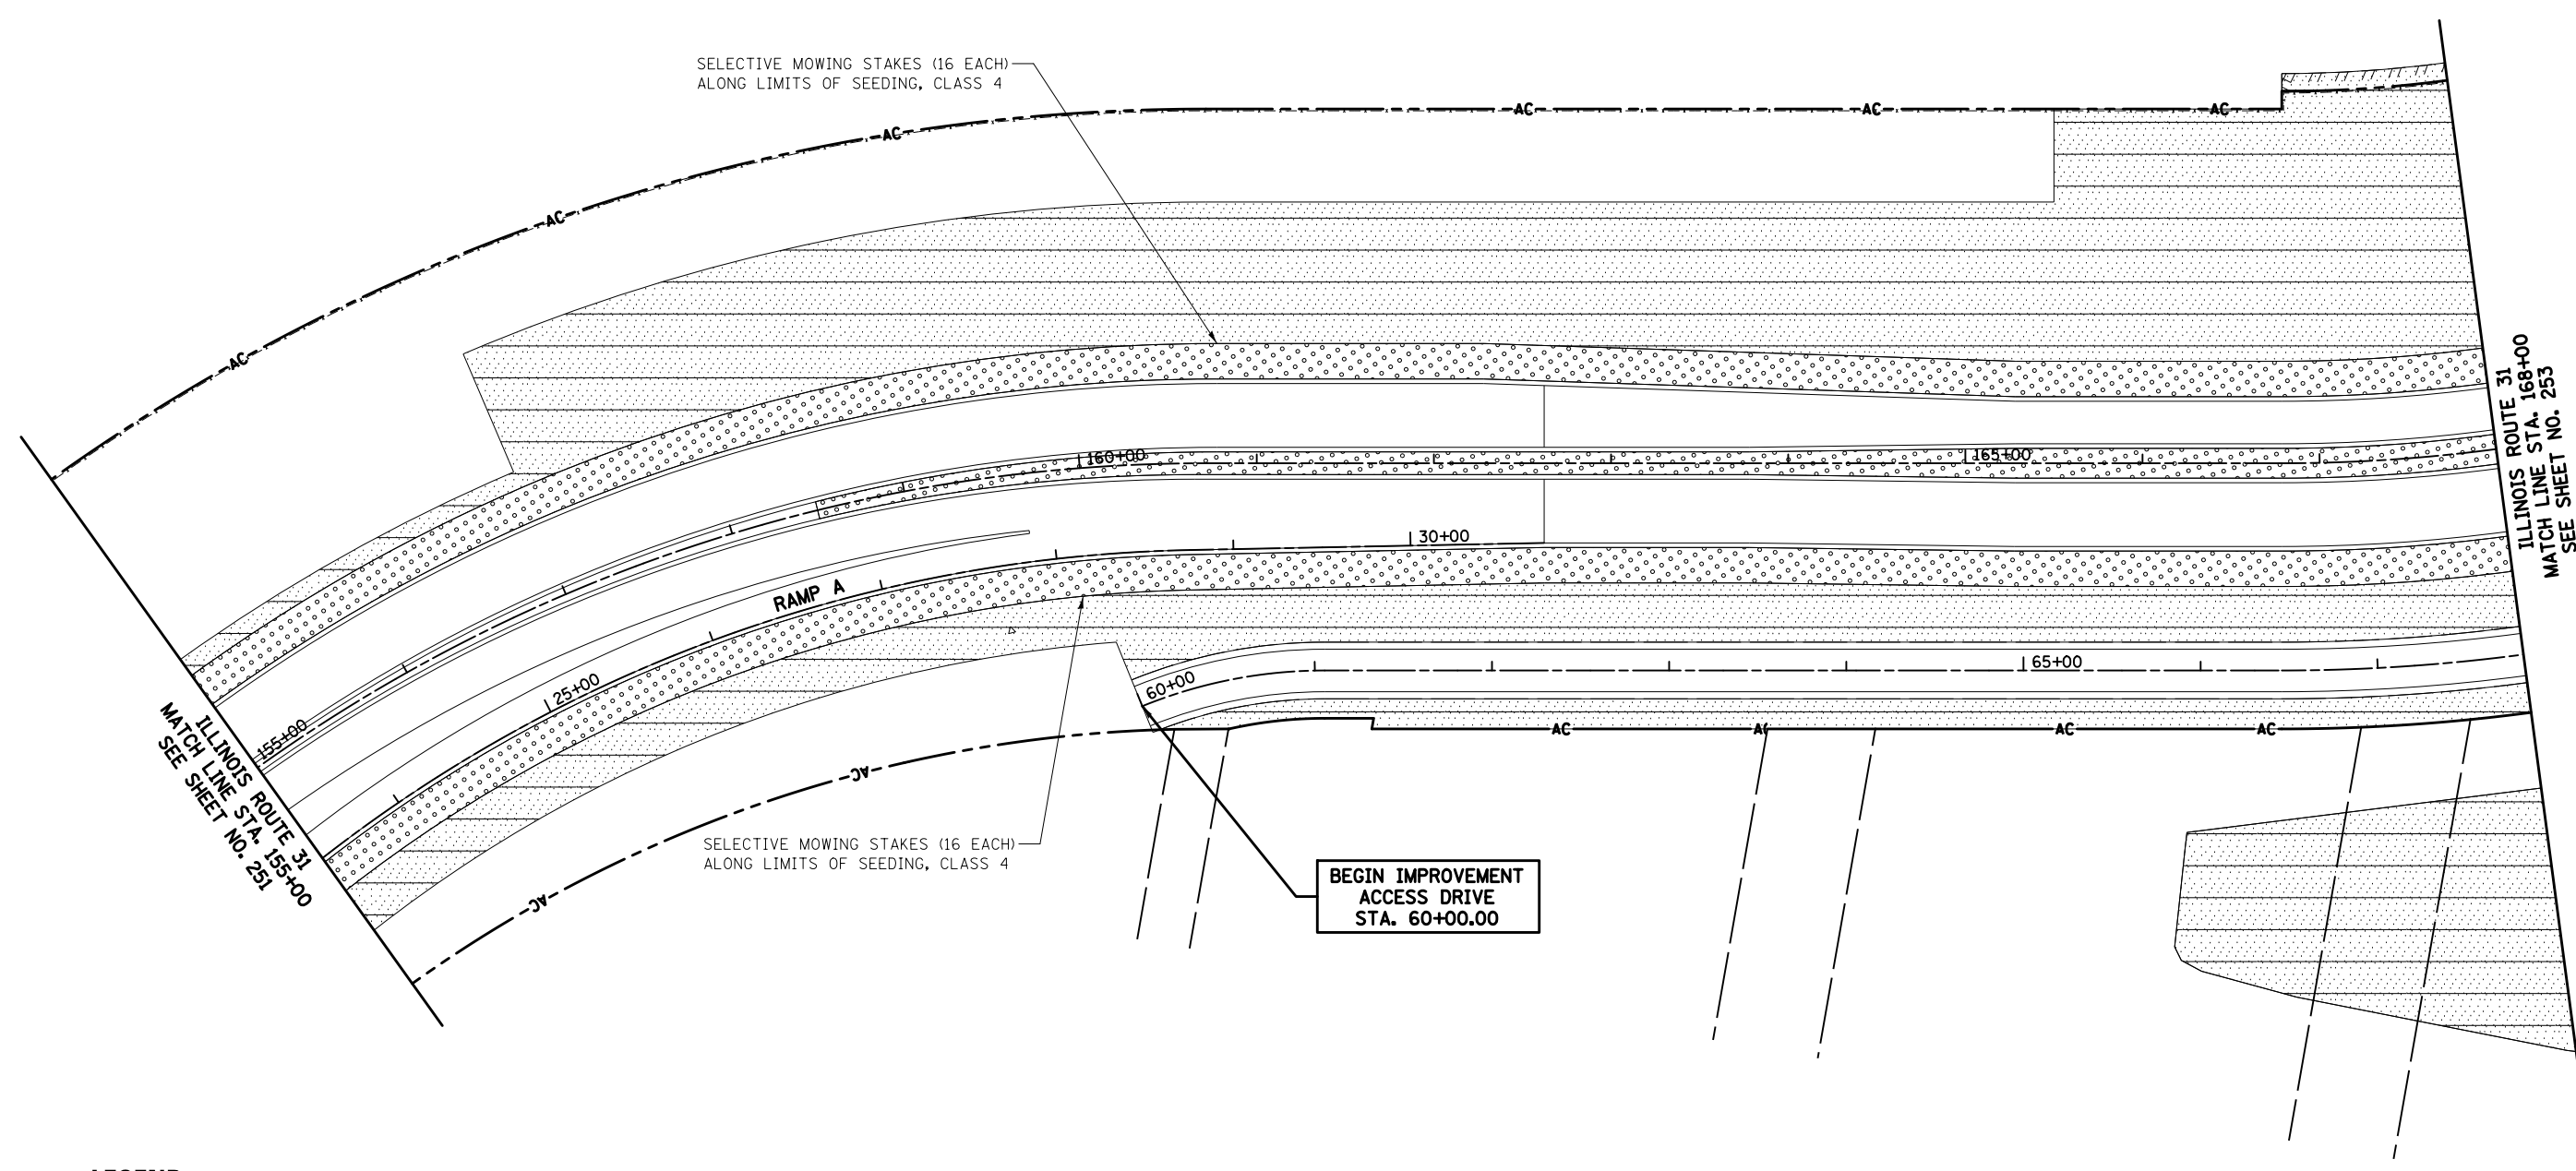 SELECTIVE MOWING STAKES (16 EACH)
ALONG LIMITS OF SEEDING, CLASS 4
AC
AC
AC
AC
AC
AC
ILLINOIS ROUTE 31
MATCH LINE STA. 168+00
SEE SHEET NO. 253
160+00
165+00
30+00
RAMP A
25+00
155+00
60+00
65+00
ILLINOIS ROUTE 31
MATCH LINE STA. 155+00
SEE SHEET NO. 251
AC
AC
AC
AC
AC
AC
SELECTIVE MOWING STAKES (16 EACH)
ALONG LIMITS OF SEEDING, CLASS 4
BEGIN IMPROVEMENT
ACCESS DRIVE
STA. 60+00.00